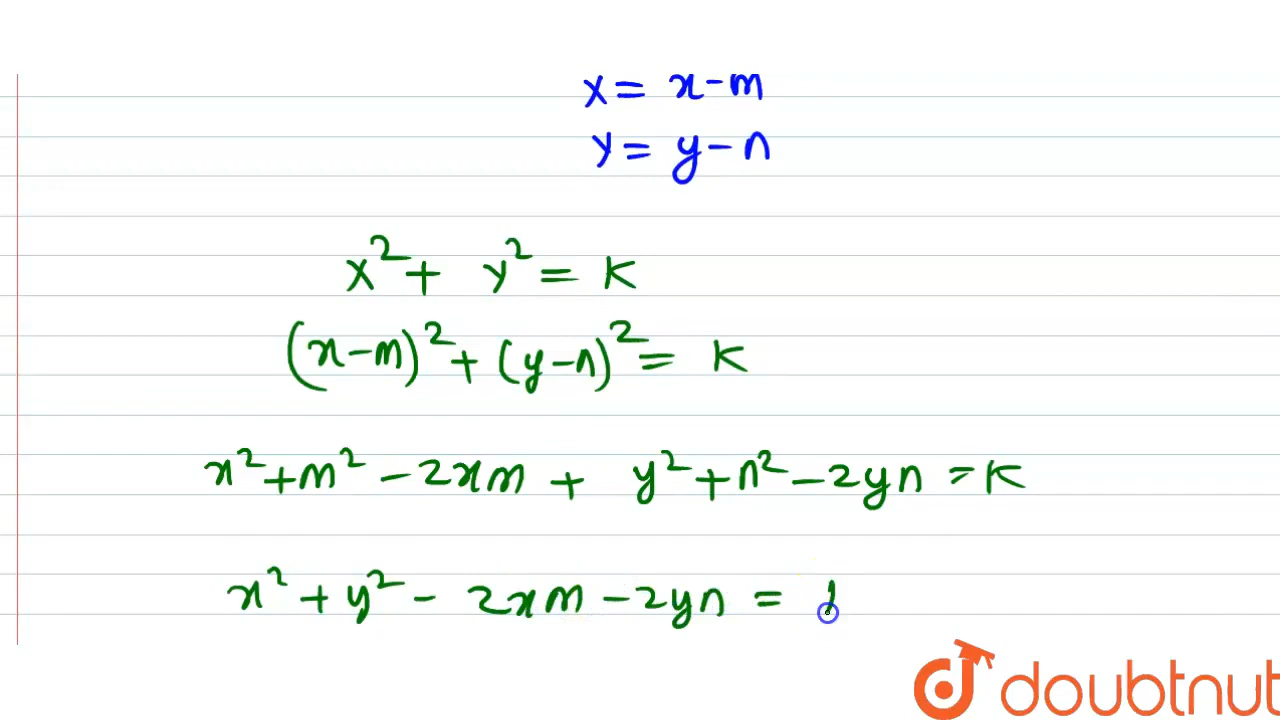 X = x - m
Y = y - n
X² + Y² = K
(x - m)² + (y - n)² = K
x² + m² - 2xm + y² + n² - 2yn = K
x² + y² - 2xm - 2yn =
doubtnut